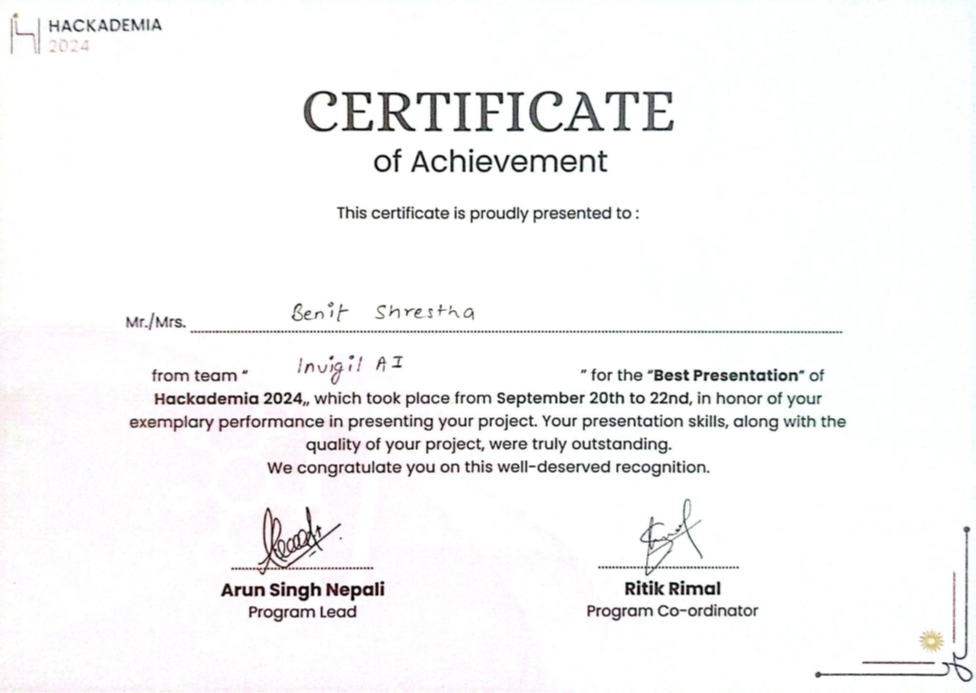 HACKADEMIA
2024
CERTIFICATE
of Achievement
This certificate is proudly presented to :
Mr./Mrs. Benit Shrestha
from team " Invigil AI " for the "Best Presentation" of
Hackademia 2024,, which took place from September 20th to 22nd, in honor of your
exemplary performance in presenting your project. Your presentation skills, along with the
quality of your project, were truly outstanding.
We congratulate you on this well-deserved recognition.
Arun Singh Nepali
Program Lead
Ritik Rimal
Program Co-ordinator